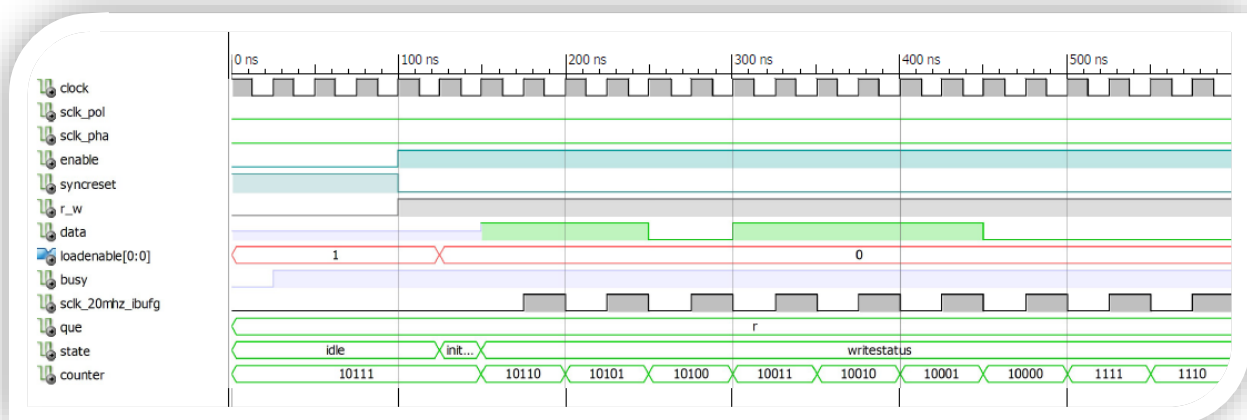 0 ns 100 ns 200 ns 300 ns 400 ns 500 ns
clock
sclk_pol
sclk_pha
enable
syncreset
r_w
data
loadenable[0:0] 1 0
busy
sclk_20mhz_ibufg
que r
state idle init... writestatus
counter 10111 10110 10101 10100 10011 10010 10001 10000 1111 1110